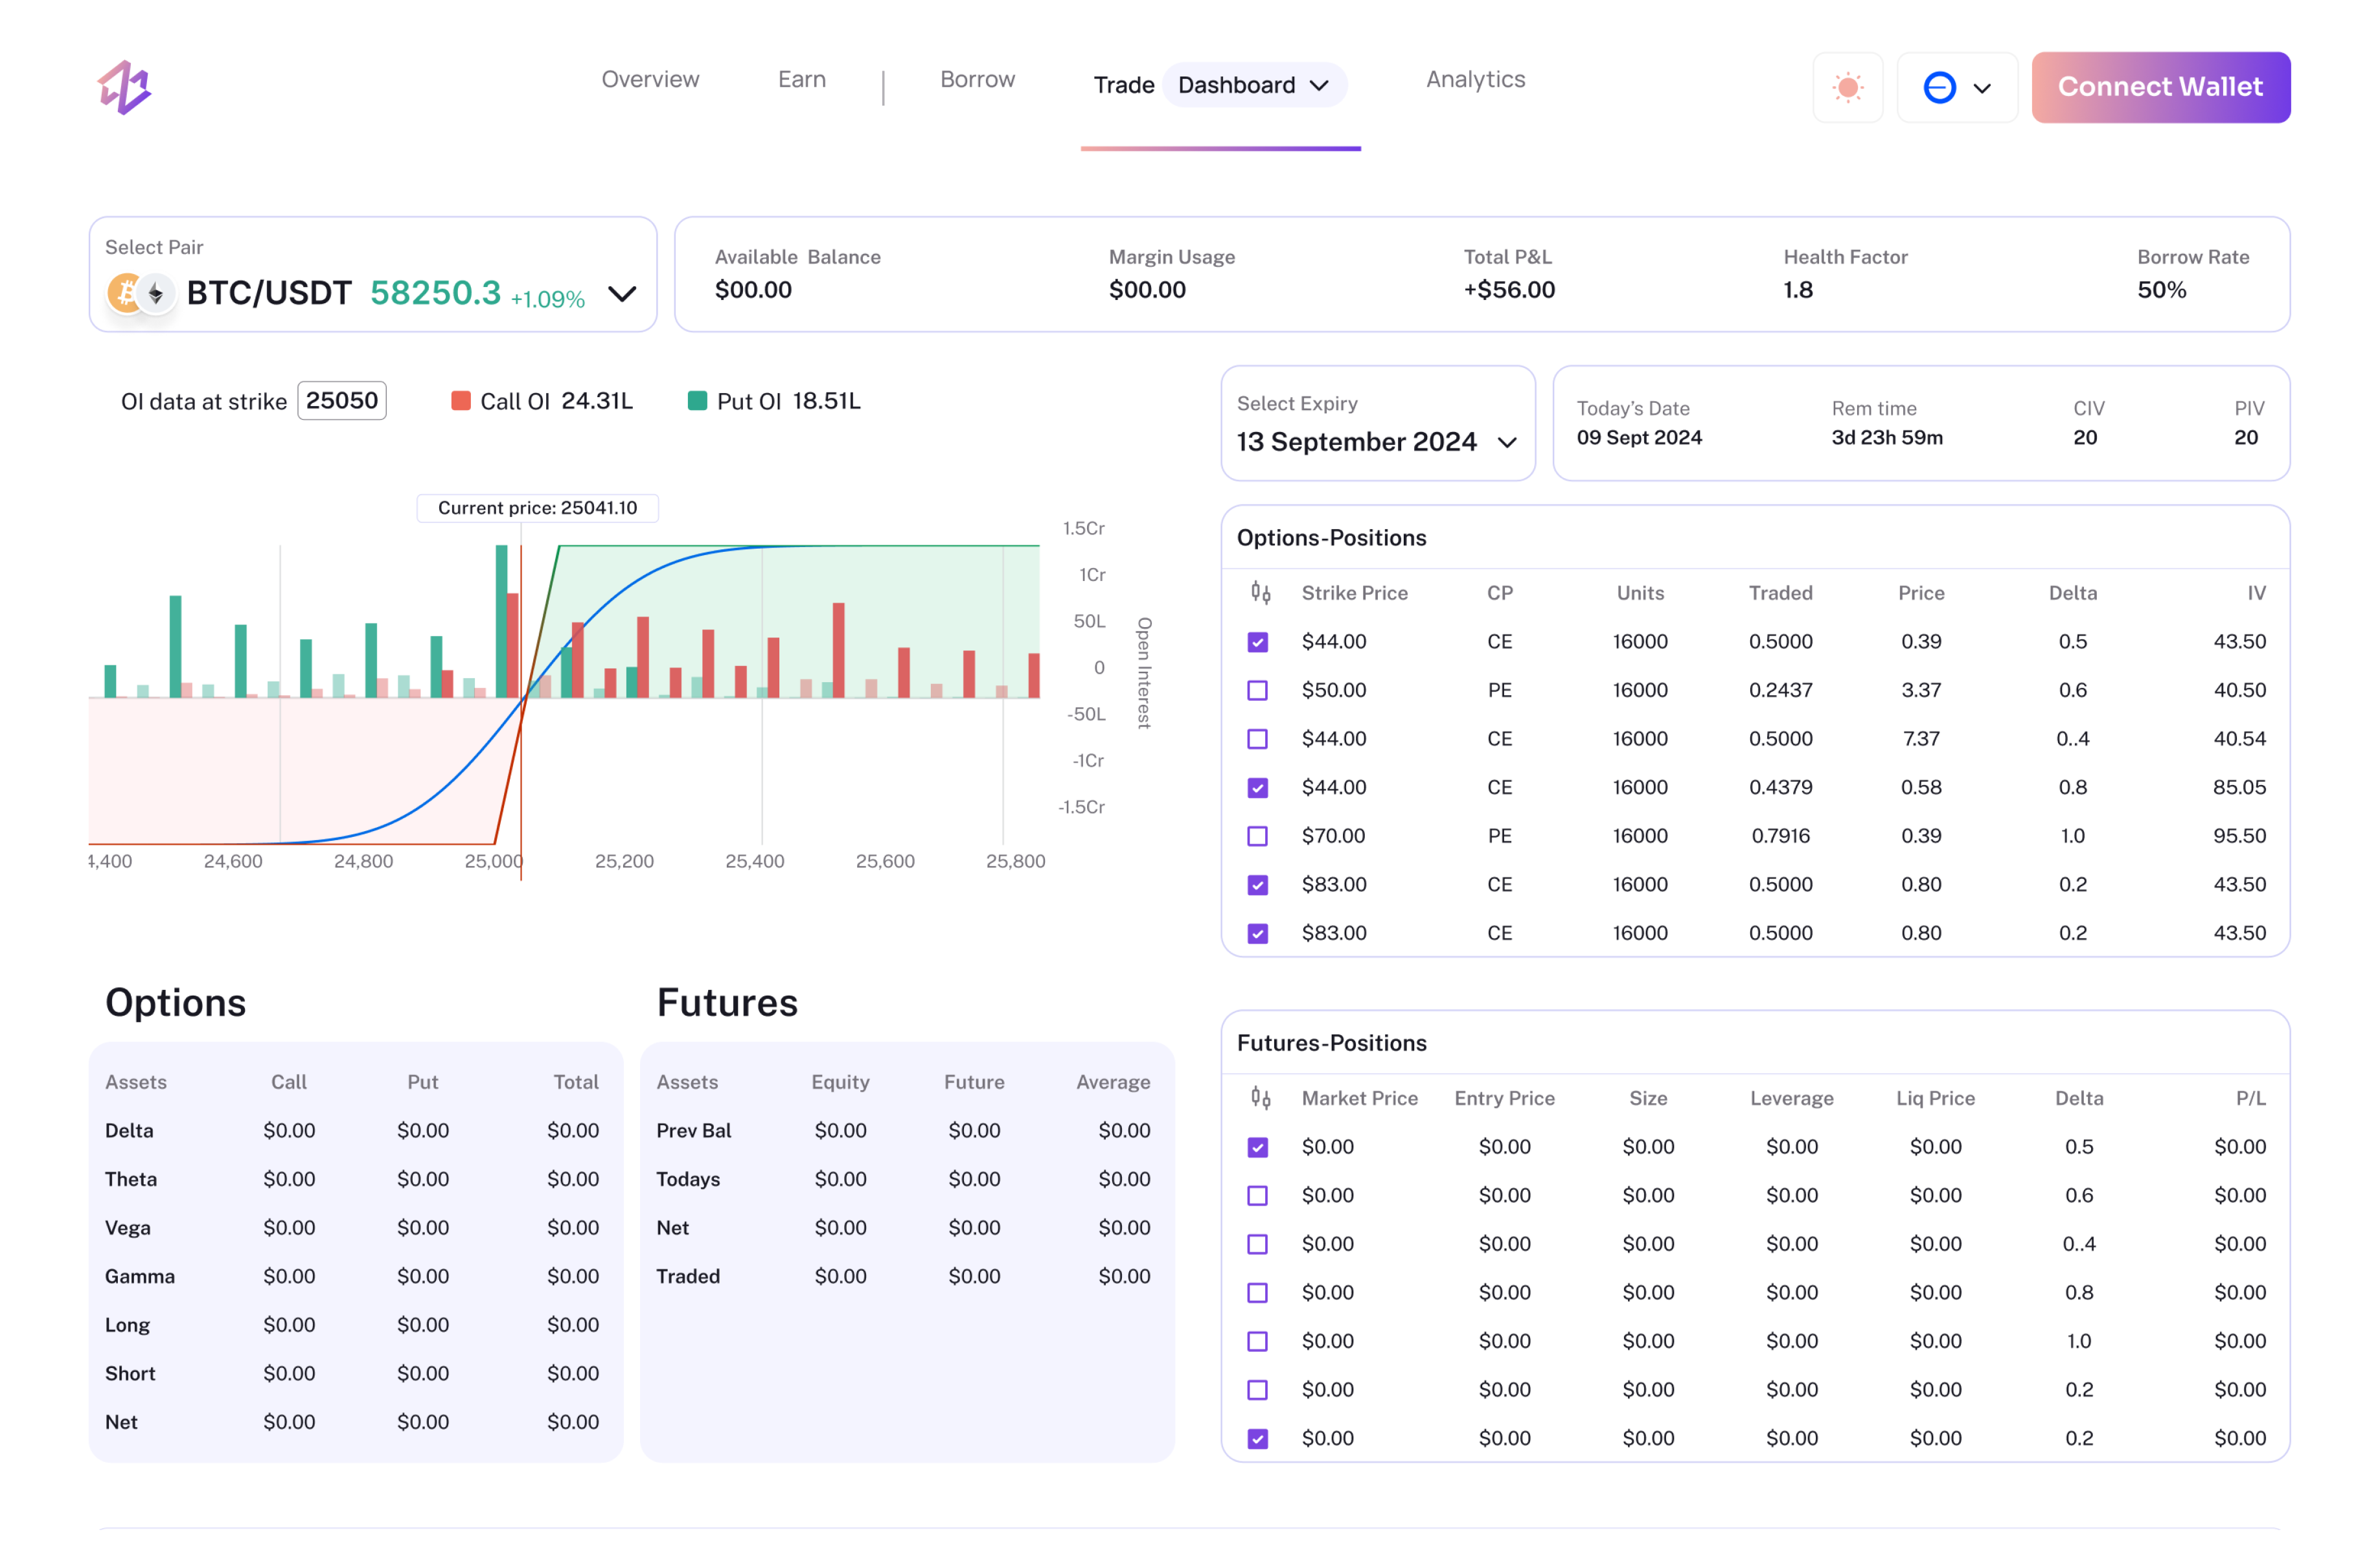 Overview Earn | Borrow Trade Dashboard Analytics Connect Wallet
Select Pair
BTC/USDT 58250.3 +1.09%
Available Balance Margin Usage Total P&L Health Factor Borrow Rate
$00.00 $00.00 +$56.00 1.8 50%
OI data at strike 25050 Call OI 24.31L Put OI 18.51L
Current price: 25041.10
1.5Cr
1Cr
50L
0
-50L
-1Cr
-1.5Cr
Open Interest
4,400 24,600 24,800 25,000 25,200 25,400 25,600 25,800
Select Expiry
13 September 2024
Today’s Date Rem time CIV PIV
09 Sept 2024 3d 23h 59m 20 20
Options-Positions
Strike Price CP Units Traded Price Delta IV
$44.00 CE 16000 0.5000 0.39 0.5 43.50
$50.00 PE 16000 0.2437 3.37 0.6 40.50
$44.00 CE 16000 0.5000 7.37 0..4 40.54
$44.00 CE 16000 0.4379 0.58 0.8 85.05
$70.00 PE 16000 0.7916 0.39 1.0 95.50
$83.00 CE 16000 0.5000 0.80 0.2 43.50
$83.00 CE 16000 0.5000 0.80 0.2 43.50
Options
Assets Call Put Total
Delta $0.00 $0.00 $0.00
Theta $0.00 $0.00 $0.00
Vega $0.00 $0.00 $0.00
Gamma $0.00 $0.00 $0.00
Long $0.00 $0.00 $0.00
Short $0.00 $0.00 $0.00
Net $0.00 $0.00 $0.00
Futures
Assets Equity Future Average
Prev Bal $0.00 $0.00 $0.00
Todays $0.00 $0.00 $0.00
Net $0.00 $0.00 $0.00
Traded $0.00 $0.00 $0.00
Futures-Positions
Market Price Entry Price Size Leverage Liq Price Delta P/L
$0.00 $0.00 $0.00 $0.00 $0.00 0.5 $0.00
$0.00 $0.00 $0.00 $0.00 $0.00 0.6 $0.00
$0.00 $0.00 $0.00 $0.00 $0.00 0..4 $0.00
$0.00 $0.00 $0.00 $0.00 $0.00 0.8 $0.00
$0.00 $0.00 $0.00 $0.00 $0.00 1.0 $0.00
$0.00 $0.00 $0.00 $0.00 $0.00 0.2 $0.00
$0.00 $0.00 $0.00 $0.00 $0.00 0.2 $0.00